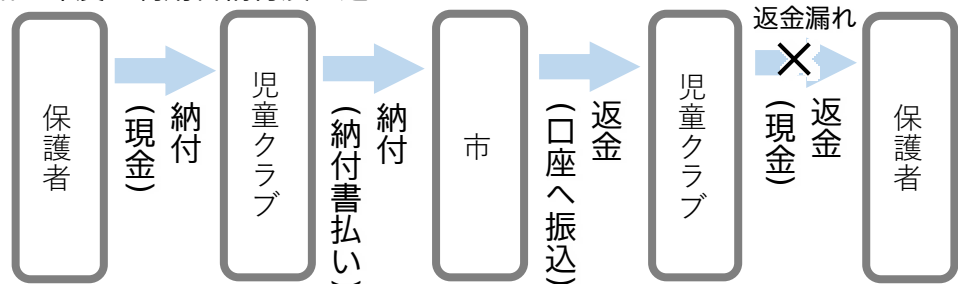 返金漏れ
保護者
納付
(現金)
児童クラブ
納付
(納付書払い)
市
返金
(口座へ振込)
児童クラブ
返金
(現金)
保護者